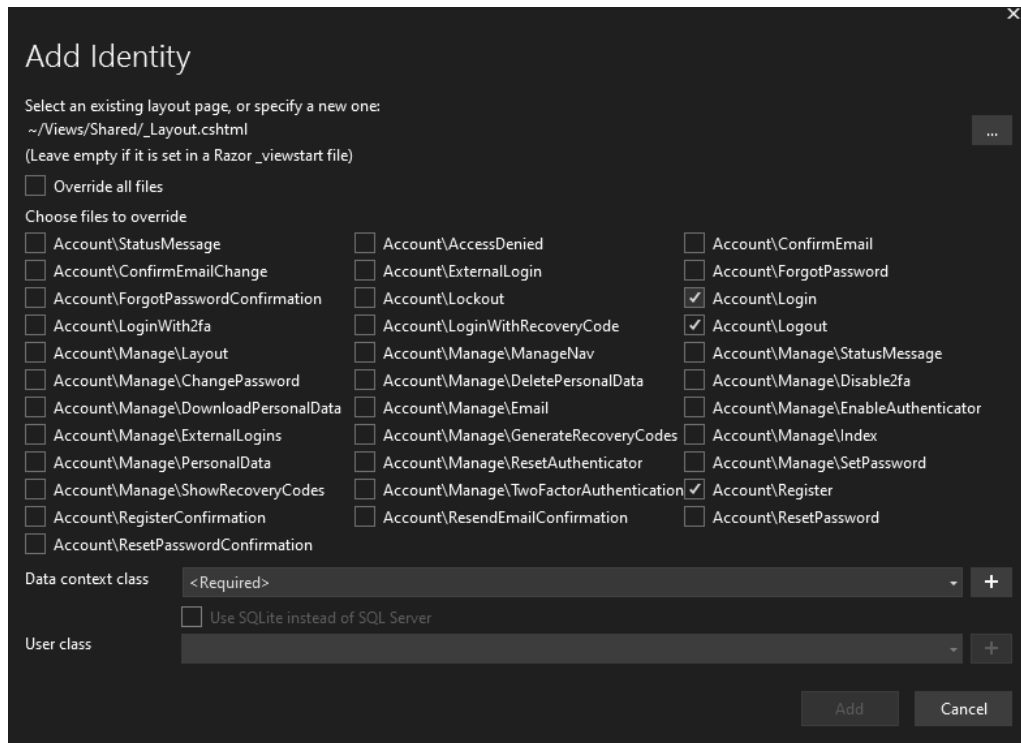 Add Identity
Select an existing layout page, or specify a new one:
~/Views/Shared/_Layout.cshtml
...
(Leave empty if it is set in a Razor _viewstart file)
Override all files
Choose files to override
Account\StatusMessage Account\AccessDenied Account\ConfirmEmail
Account\ConfirmEmailChange Account\ExternalLogin Account\ForgotPassword
Account\ForgotPasswordConfirmation Account\Lockout Account\Login
Account\LoginWith2fa Account\LoginWithRecoveryCode Account\Logout
Account\Manage\Layout Account\Manage\ManageNav Account\Manage\StatusMessage
Account\Manage\ChangePassword Account\Manage\DeletePersonalData Account\Manage\Disable2fa
Account\Manage\DownloadPersonalData Account\Manage\Email Account\Manage\EnableAuthenticator
Account\Manage\ExternalLogins Account\Manage\GenerateRecoveryCodes Account\Manage\Index
Account\Manage\PersonalData Account\Manage\ResetAuthenticator Account\Manage\SetPassword
Account\Manage\ShowRecoveryCodes Account\Manage\TwoFactorAuthentication Account\Register
Account\RegisterConfirmation Account\ResendEmailConfirmation Account\ResetPassword
Account\ResetPasswordConfirmation
Data context class <Required> +
Use SQLite instead of SQL Server
User class +
Add Cancel